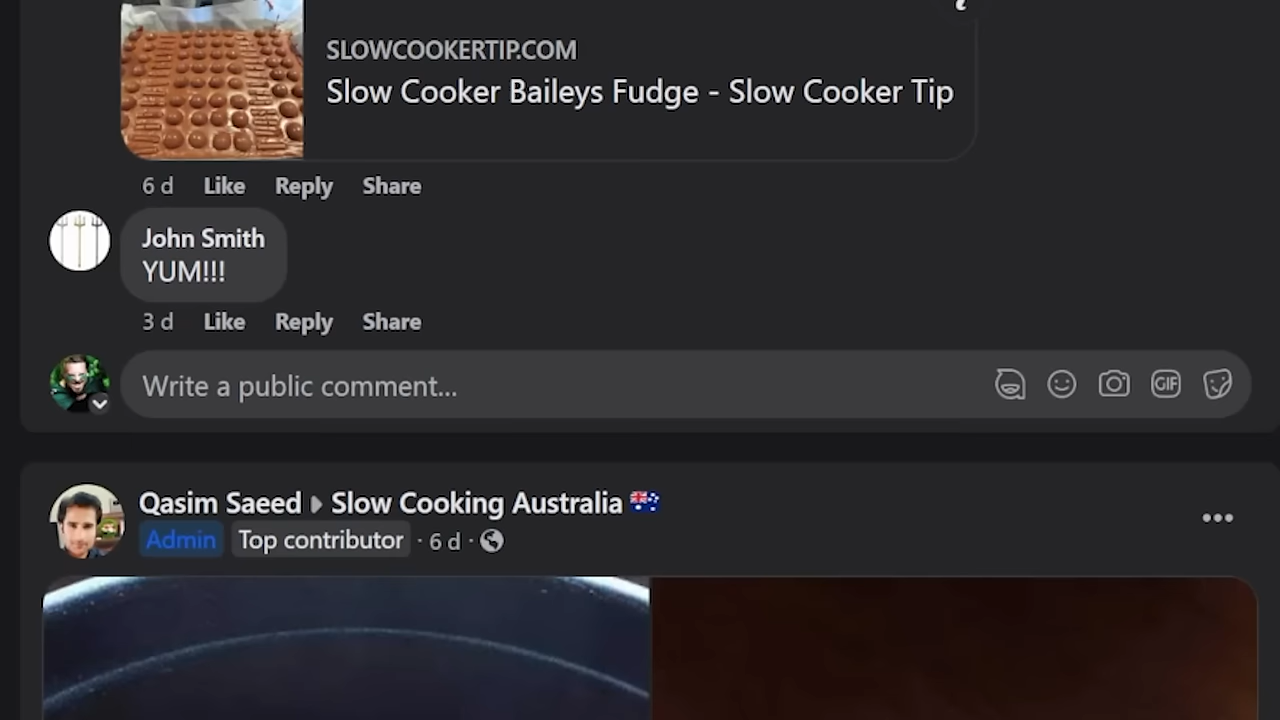 SLOWCOOKERTIP.COM
Slow Cooker Baileys Fudge - Slow Cooker Tip
6 d Like Reply Share
John Smith
YUM!!!
3 d Like Reply Share
Write a public comment...
GIF
Qasim Saeed Slow Cooking Australia 🇦🇺
Admin Top contributor · 6 d ·